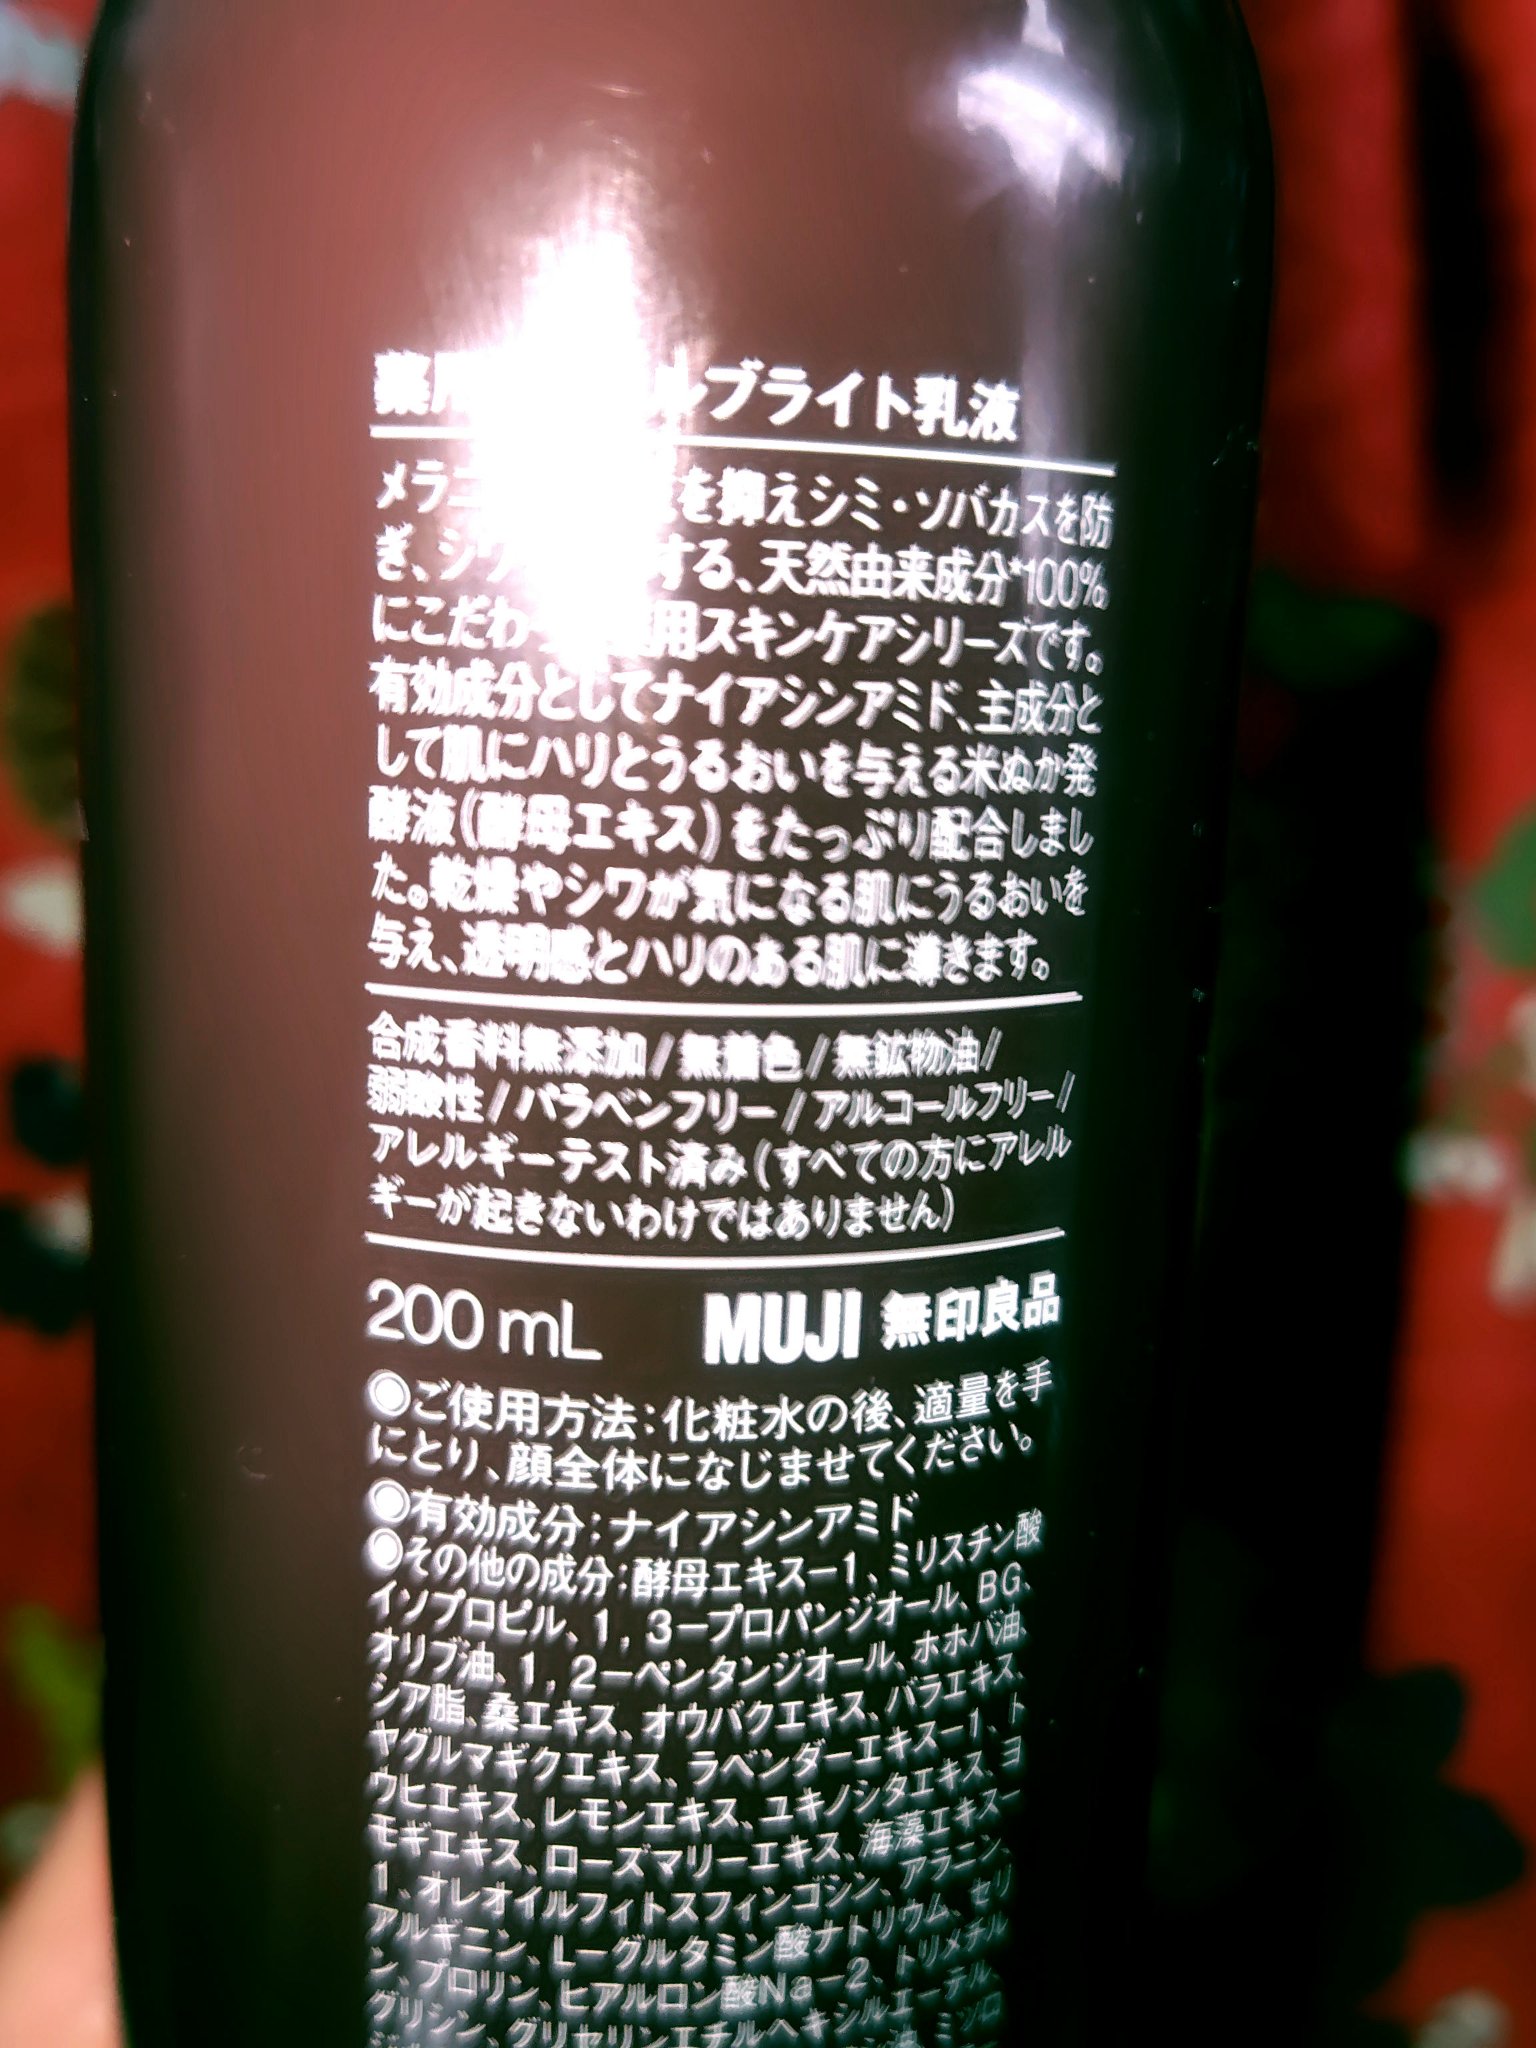 薬用 ルブライト乳液
メラニ を抑えシミ・ソバカスを防
ぎ、シワ する、天然由来成分*100%
にこだわ 用スキンケアシリーズです。
有効成分としてナイアシンアミド、主成分と
して肌にハリとうるおいを与える米ぬか発
酵液(酵母エキス)をたっぷり配合しまし
た。乾燥やシワが気になる肌にうるおいを
与え、透明感とハリのある肌に導きます。
合成香料無添加/無着色/無鉱物油/
弱酸性/パラベンフリー/アルコールフリー/
アレルギーテスト済み(すべての方にアレル
ギーが起きないわけではありません)
200 mL MUJI 無印良品
◉ご使用方法:化粧水の後、適量を手
にとり、顔全体になじませてください。
◉有効成分:ナイアシンアミド
◉その他の成分:酵母エキス-1、ミリスチン酸
イソプロピル、1,3-プロパンジオール、BG、
オリブ油、1,2-ペンタンジオール、ホホバ油、
シア脂、桑エキス、オウバクエキス、バラエキス、
ヤグルマギクエキス、ラベンダーエキス-1、ト
ウヒエキス、レモンエキス、ユキノシタエキス、ヨ
モギエキス、ローズマリーエキス、海藻エキス-
1、オレオイルフィトスフィンゴシン、アラニン、
アルギニン、L-グルタミン酸ナトリウム、セリ
ン、プロリン、ヒアルロン酸Na-2、トリメチル
グリシン、グリセリンエチルヘキシルエーテル、